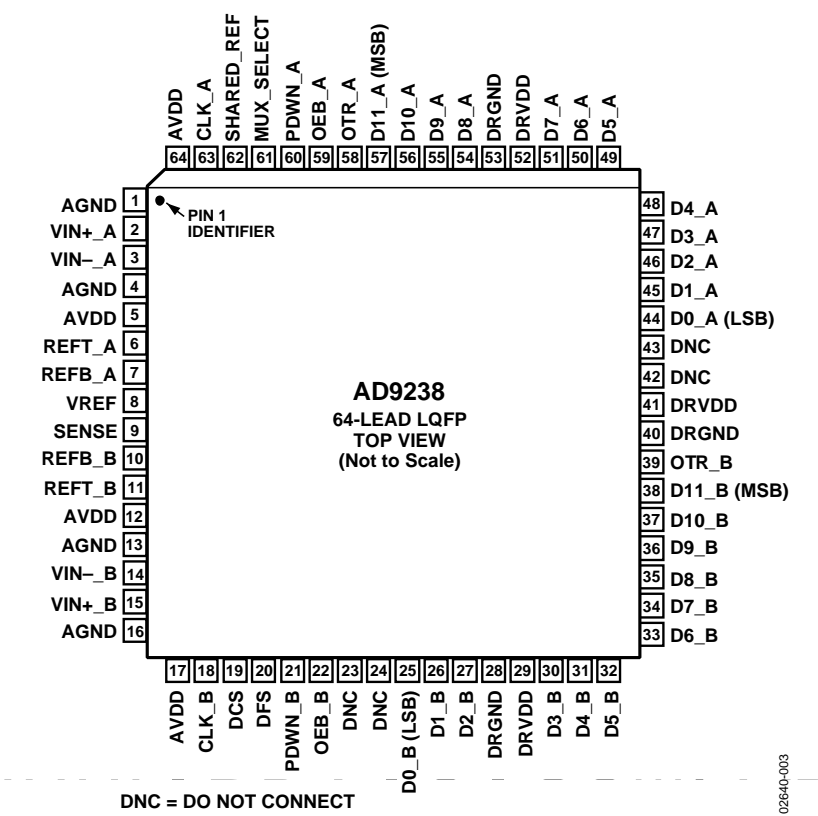 AVDD
CLK_A
SHARED_REF
MUX_SELECT
PDWN_A
OEB_A
OTR_A
D11_A (MSB)
D10_A
D9_A
D8_A
DRGND
DRVDD
D7_A
D6_A
D5_A
64 63 62 61 60 59 58 57 56 55 54 53 52 51 50 49
AGND 1
VIN+_A 2
VIN–_A 3
AGND 4
AVDD 5
REFT_A 6
REFB_A 7
VREF 8
SENSE 9
REFB_B 10
REFT_B 11
AVDD 12
AGND 13
VIN–_B 14
VIN+_B 15
AGND 16
PIN 1
IDENTIFIER
AD9238
64-LEAD LQFP
TOP VIEW
(Not to Scale)
48 D4_A
47 D3_A
46 D2_A
45 D1_A
44 D0_A (LSB)
43 DNC
42 DNC
41 DRVDD
40 DRGND
39 OTR_B
38 D11_B (MSB)
37 D10_B
36 D9_B
35 D8_B
34 D7_B
33 D6_B
17 18 19 20 21 22 23 24 25 26 27 28 29 30 31 32
AVDD
CLK_B
DCS
DFS
PDWN_B
OEB_B
DNC
DNC
D0_B (LSB)
D1_B
D2_B
DRGND
DRVDD
D3_B
D4_B
D5_B
DNC = DO NOT CONNECT
02640-003